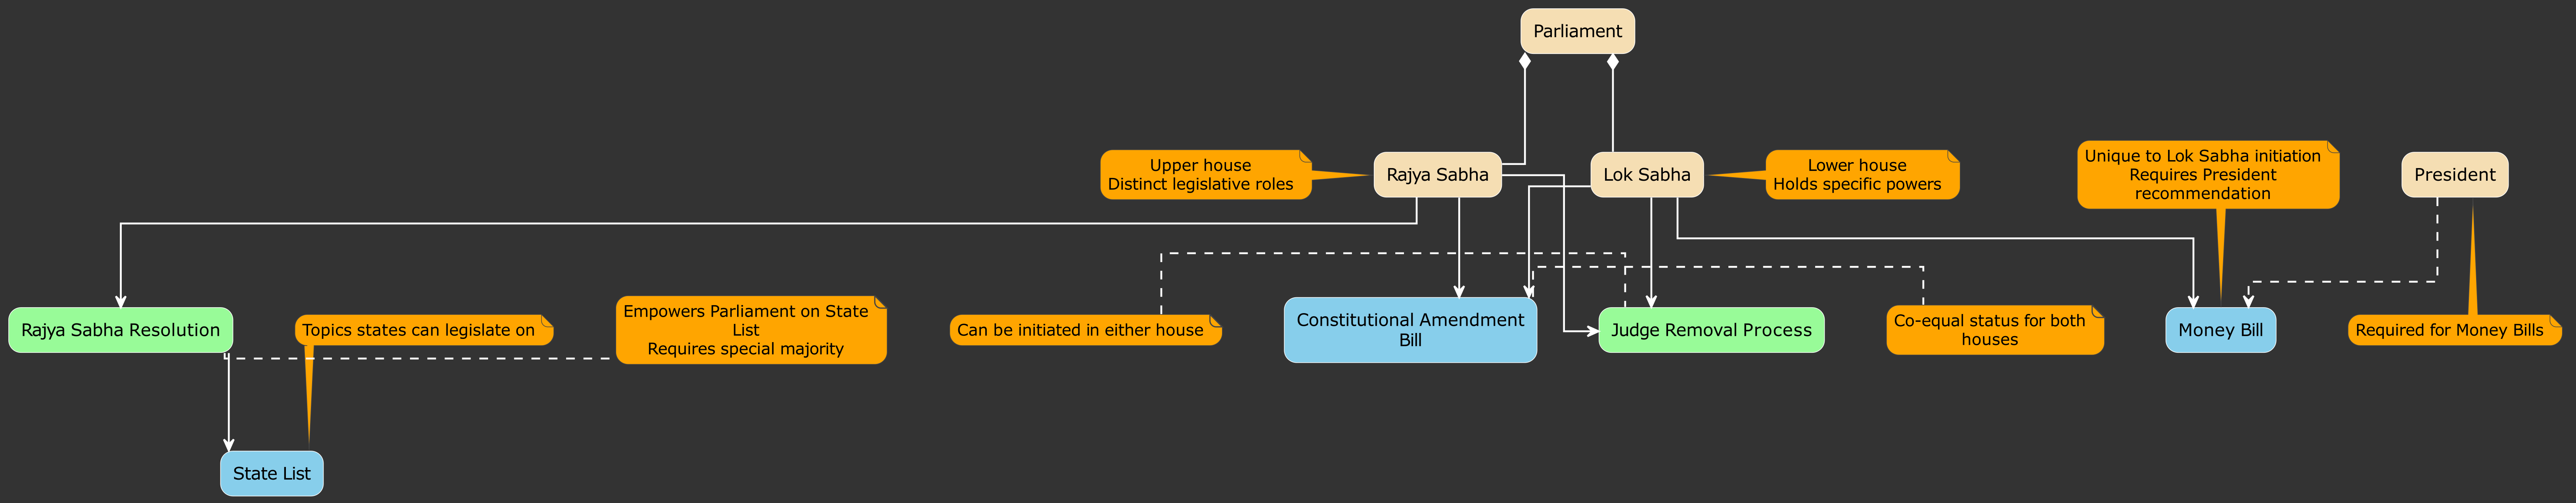 Parliament
Upper house
Distinct legislative roles
Rajya Sabha
Lok Sabha
Lower house
Holds specific powers
Unique to Lok Sabha initiation
Requires President
recommendation
President
Rajya Sabha Resolution
Topics states can legislate on
Empowers Parliament on State
List
Requires special majority
Can be initiated in either house
Constitutional Amendment
Bill
Judge Removal Process
Co-equal status for both
houses
Money Bill
Required for Money Bills
State List